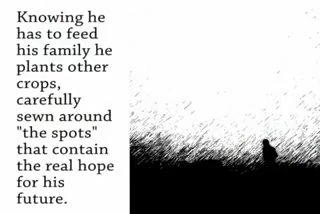 Knowing he
has to feed
his family he
plants other
crops,
carefully
sewn around
"the spots"
that contain
the real hope
for his
future.